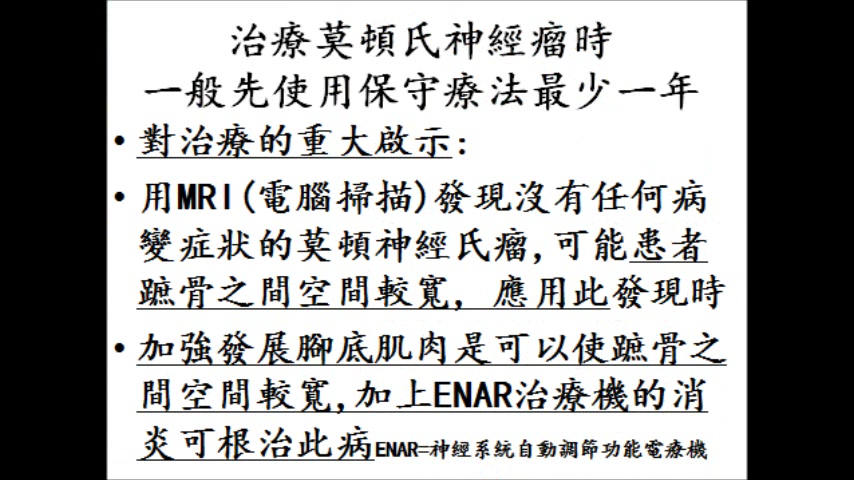 治療莫頓氏神經瘤時
一般先使用保守療法最少一年
• 對治療的重大啟示:
• 用MRI(電腦掃描)發現沒有任何病
變症狀的莫頓神經氏瘤,可能患者
蹠骨之間空間較寬, 應用此發現時
• 加強發展腳底肌肉是可以使蹠骨之
間空間較寬,加上ENAR治療機的消
炎可根治此病ENAR=神經系統自動調節功能電療機